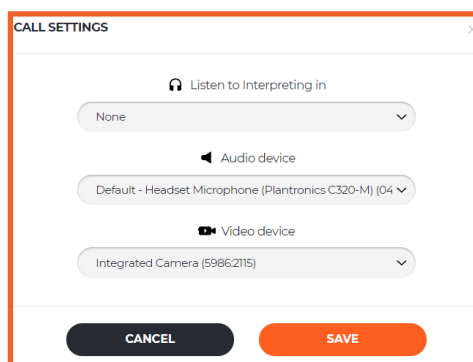 CALL SETTINGS
Listen to Interpreting in
None
Audio device
Default - Headset Microphone (Plantronics C320-M) (04
Video device
Integrated Camera (5986:2115)
CANCEL
SAVE